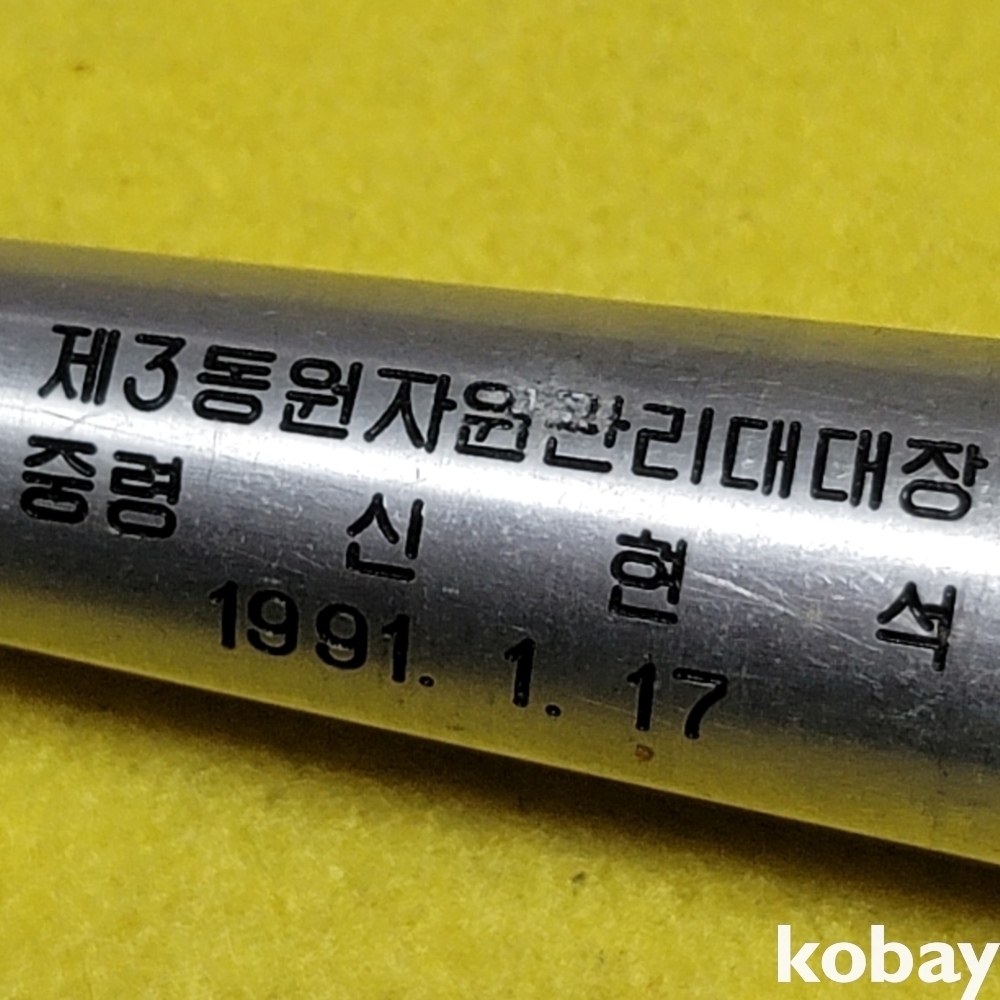 제3동원자원관리대대장
중령 신 현 석
1991. 1. 17
kobay